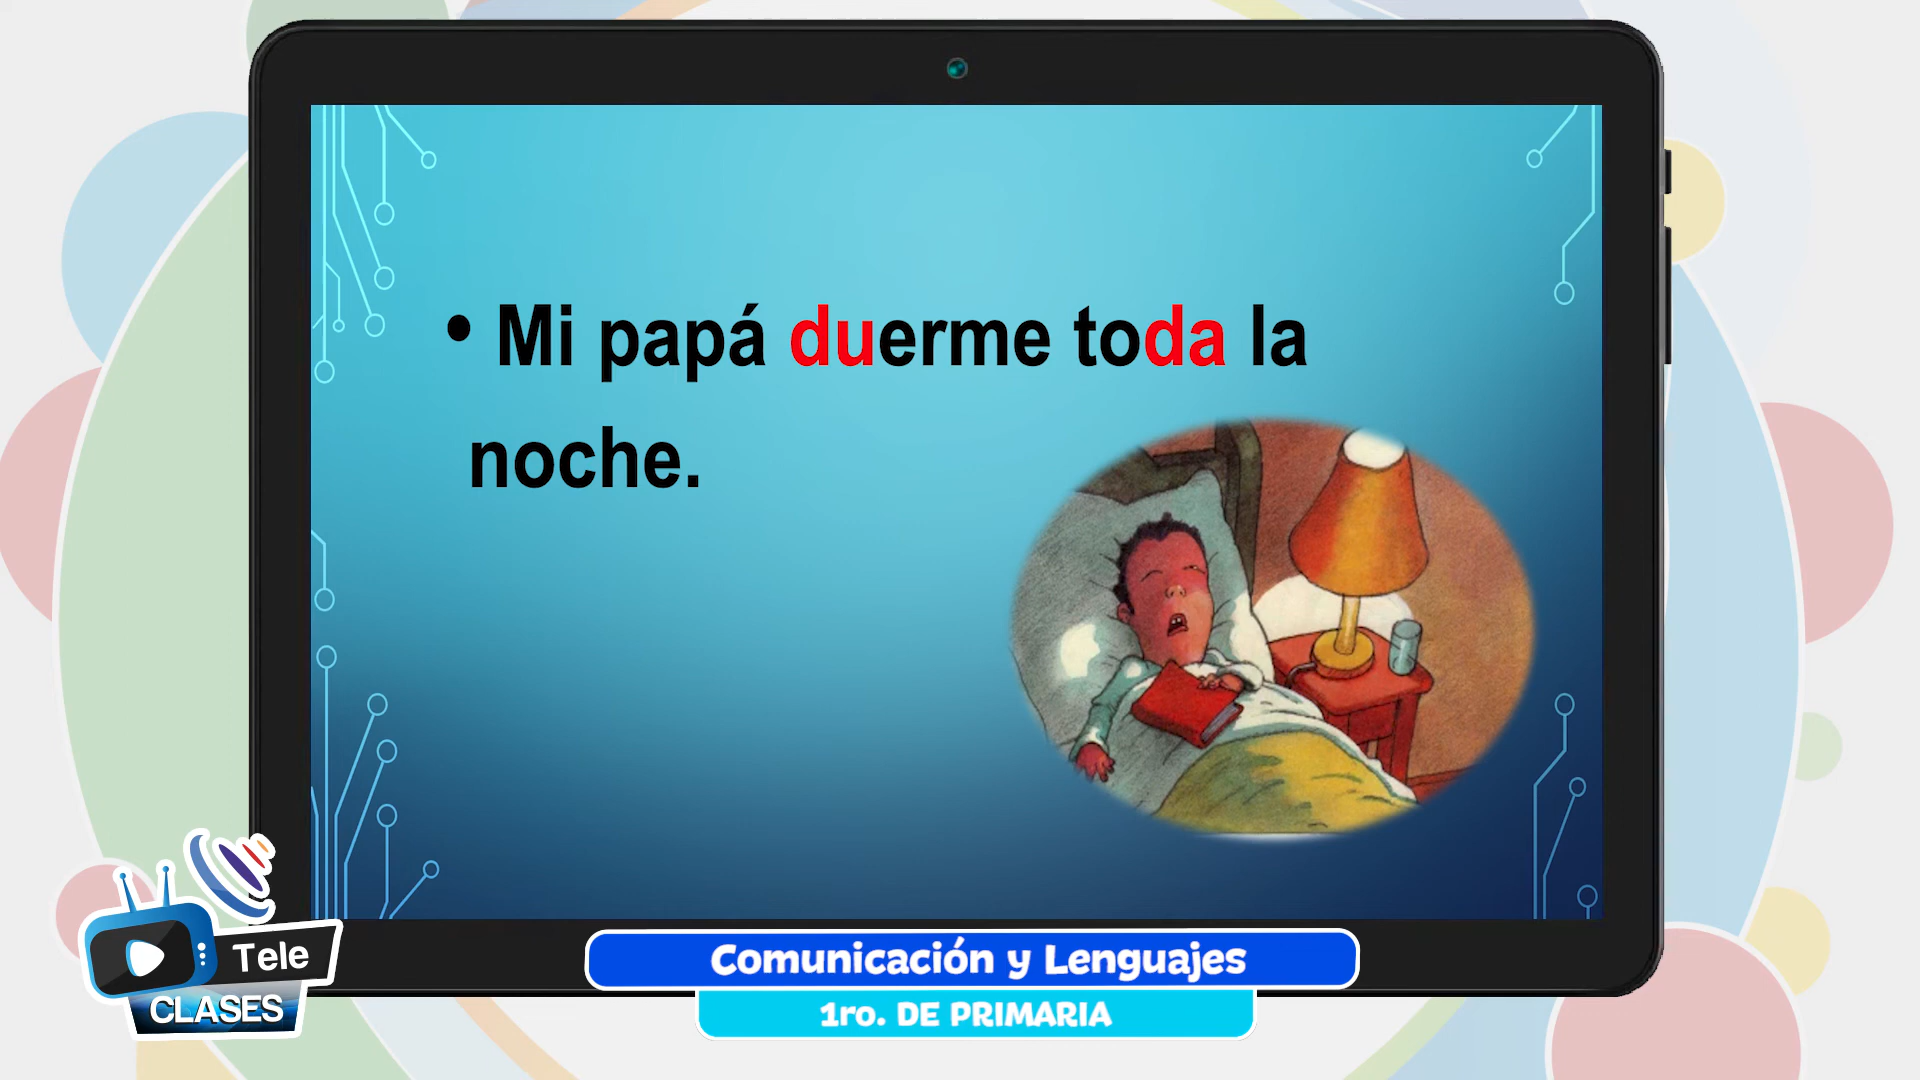 • Mi papá duerme toda la
noche.
Tele
CLASES
Comunicación y Lenguajes
1ro. DE PRIMARIA